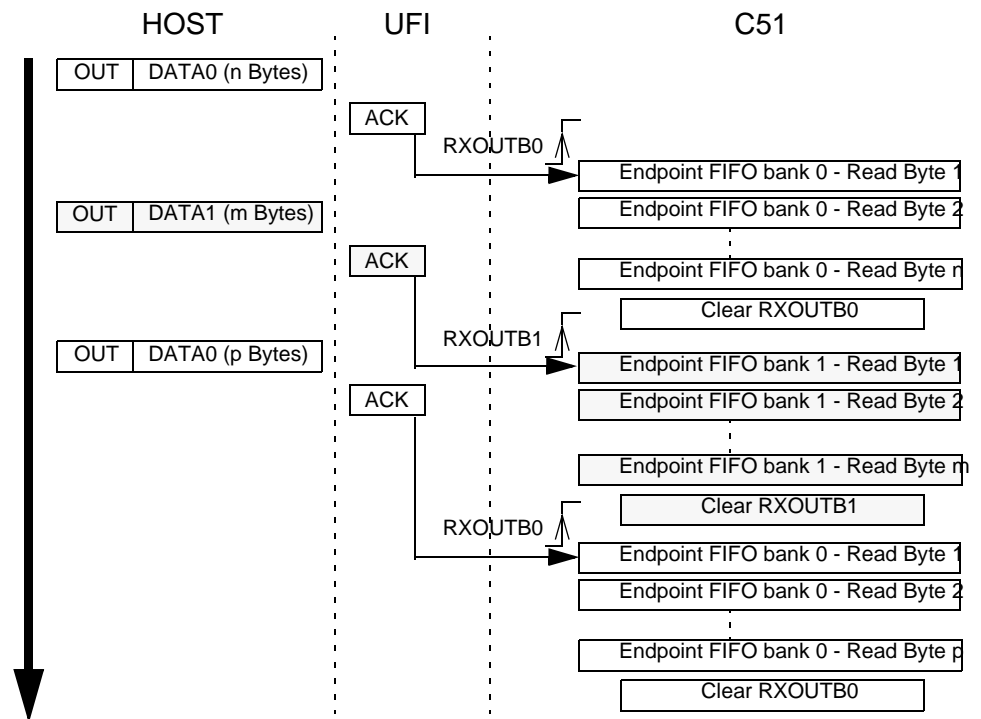 HOST UFI C51
OUT DATA0 (n Bytes)
ACK
RXOUTB0
Endpoint FIFO bank 0 - Read Byte 1
OUT DATA1 (m Bytes)
Endpoint FIFO bank 0 - Read Byte 2
ACK
Endpoint FIFO bank 0 - Read Byte n
Clear RXOUTB0
RXOUTB1
OUT DATA0 (p Bytes)
Endpoint FIFO bank 1 - Read Byte 1
ACK
Endpoint FIFO bank 1 - Read Byte 2
Endpoint FIFO bank 1 - Read Byte m
Clear RXOUTB1
RXOUTB0
Endpoint FIFO bank 0 - Read Byte 1
Endpoint FIFO bank 0 - Read Byte 2
Endpoint FIFO bank 0 - Read Byte p
Clear RXOUTB0